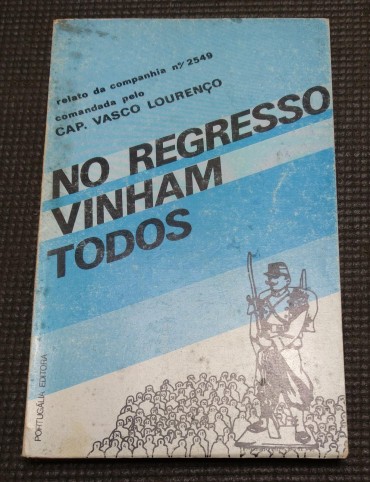 relato da companhia nº 2549
comandada pelo
CAP. VASCO LOURENÇO
NO REGRESSO
VINHAM
TODOS
PORTUGÁLIA EDITORA